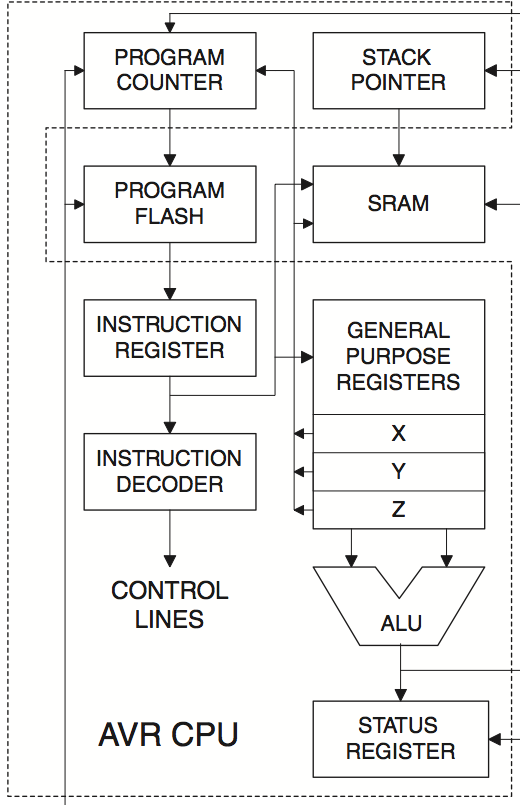 PROGRAM
COUNTER
STACK
POINTER
PROGRAM
FLASH
SRAM
INSTRUCTION
REGISTER
GENERAL
PURPOSE
REGISTERS
X
Y
Z
INSTRUCTION
DECODER
CONTROL
LINES
ALU
AVR CPU
STATUS
REGISTER